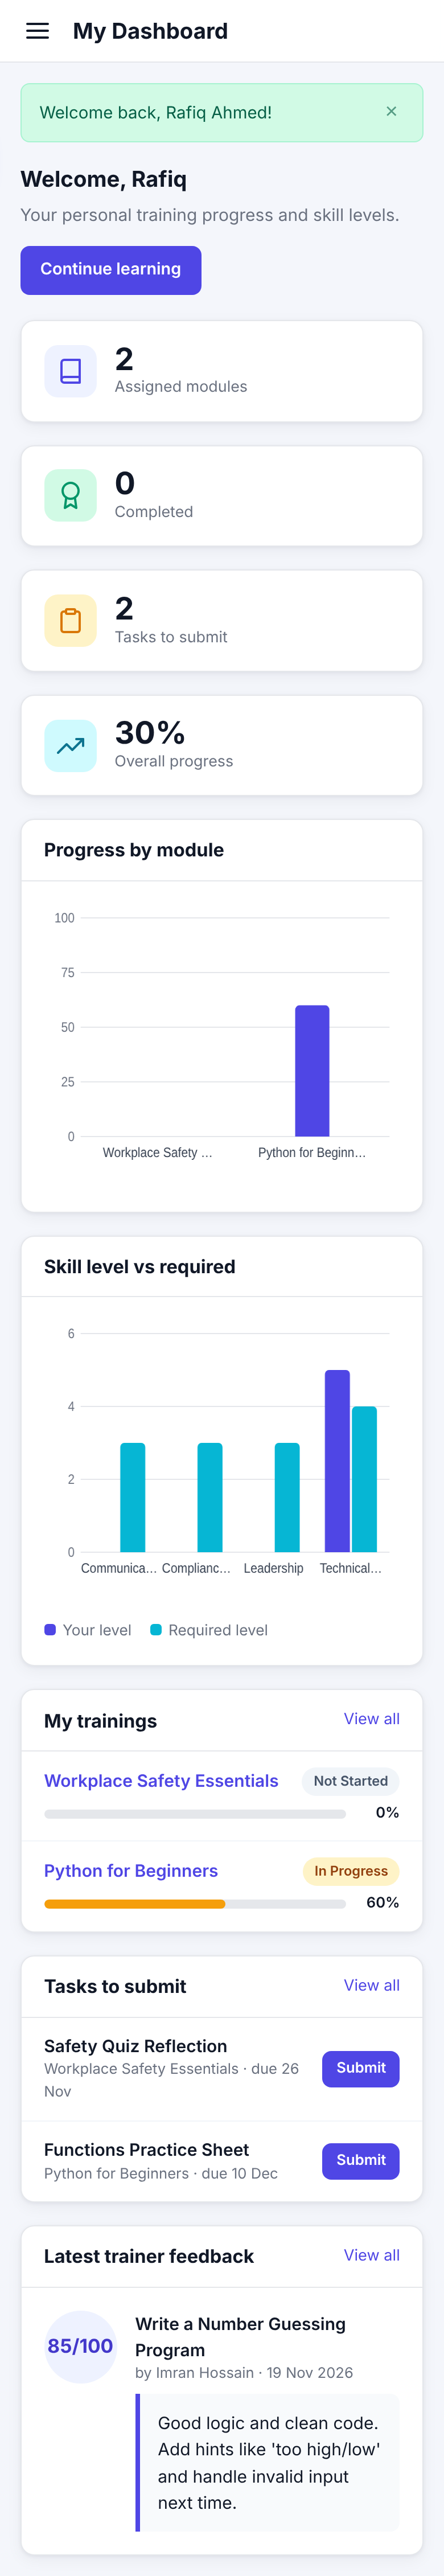 My Dashboard
Welcome back, Rafiq Ahmed! ×
Welcome, Rafiq
Your personal training progress and skill levels.
Continue learning
2
Assigned modules
0
Completed
2
Tasks to submit
30%
Overall progress
Progress by module
100
75
50
25
0
Workplace Safety … Python for Beginn…
Skill level vs required
6
4
2
0
Communica… Complianc… Leadership Technical…
Your level Required level
My trainings View all
Workplace Safety Essentials Not Started
0%
Python for Beginners In Progress
60%
Tasks to submit View all
Safety Quiz Reflection
Workplace Safety Essentials · due 26
Nov
Submit
Functions Practice Sheet
Python for Beginners · due 10 Dec
Submit
Latest trainer feedback View all
85/100
Write a Number Guessing
Program
by Imran Hossain · 19 Nov 2026
Good logic and clean code.
Add hints like 'too high/low'
and handle invalid input
next time.